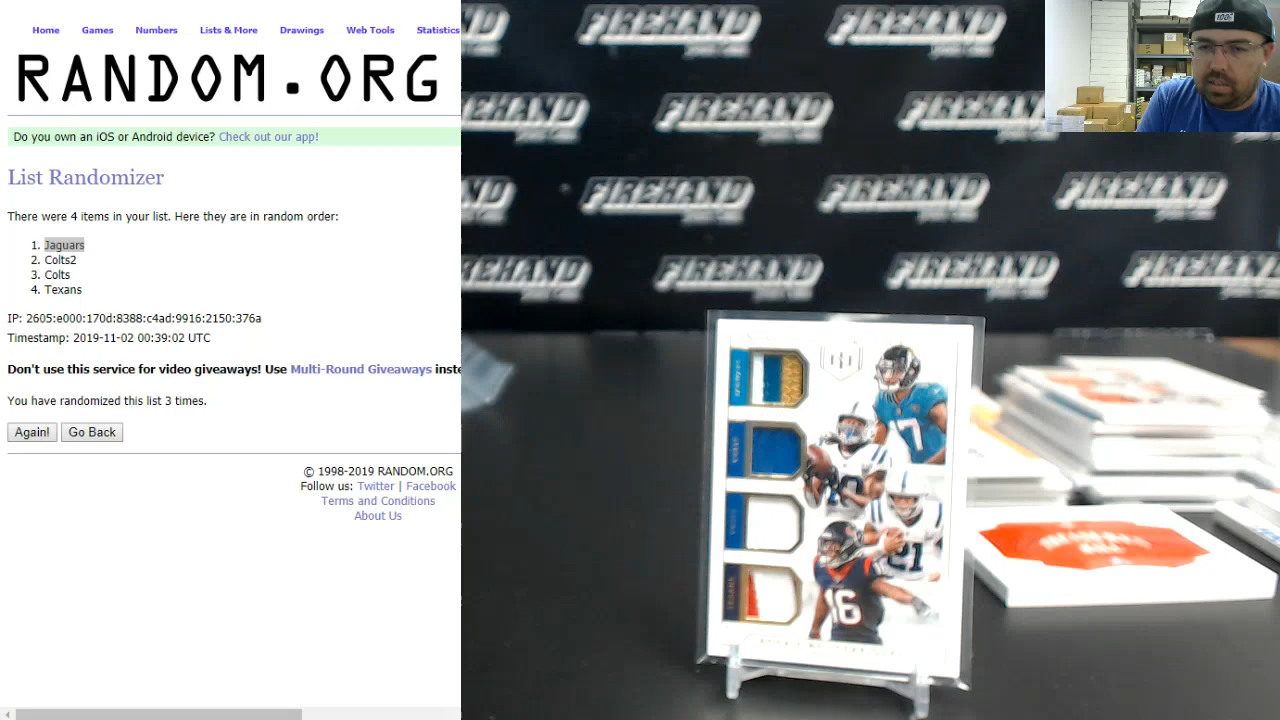 Home Games Numbers Lists & More Drawings Web Tools Statistics
RANDOM.ORG
Do you own an iOS or Android device? Check out our app!
List Randomizer
There were 4 items in your list. Here they are in random order:
1. Jaguars
2. Colts2
3. Colts
4. Texans
IP: 2605:e000:170d:8388:c4ad:9916:2150:376a
Timestamp: 2019-11-02 00:39:02 UTC
Don't use this service for video giveaways! Use Multi-Round Giveaways inste
You have randomized this list 3 times.
Again! Go Back
© 1998-2019 RANDOM.ORG
Follow us: Twitter | Facebook
Terms and Conditions
About Us
FIREHAND FIREHAND
FIREHAND FIREHAND
FIREHAND FIREHAND FIREHAND
EHAND FIREHAND FIREHAND FIREHAND
17
21
16